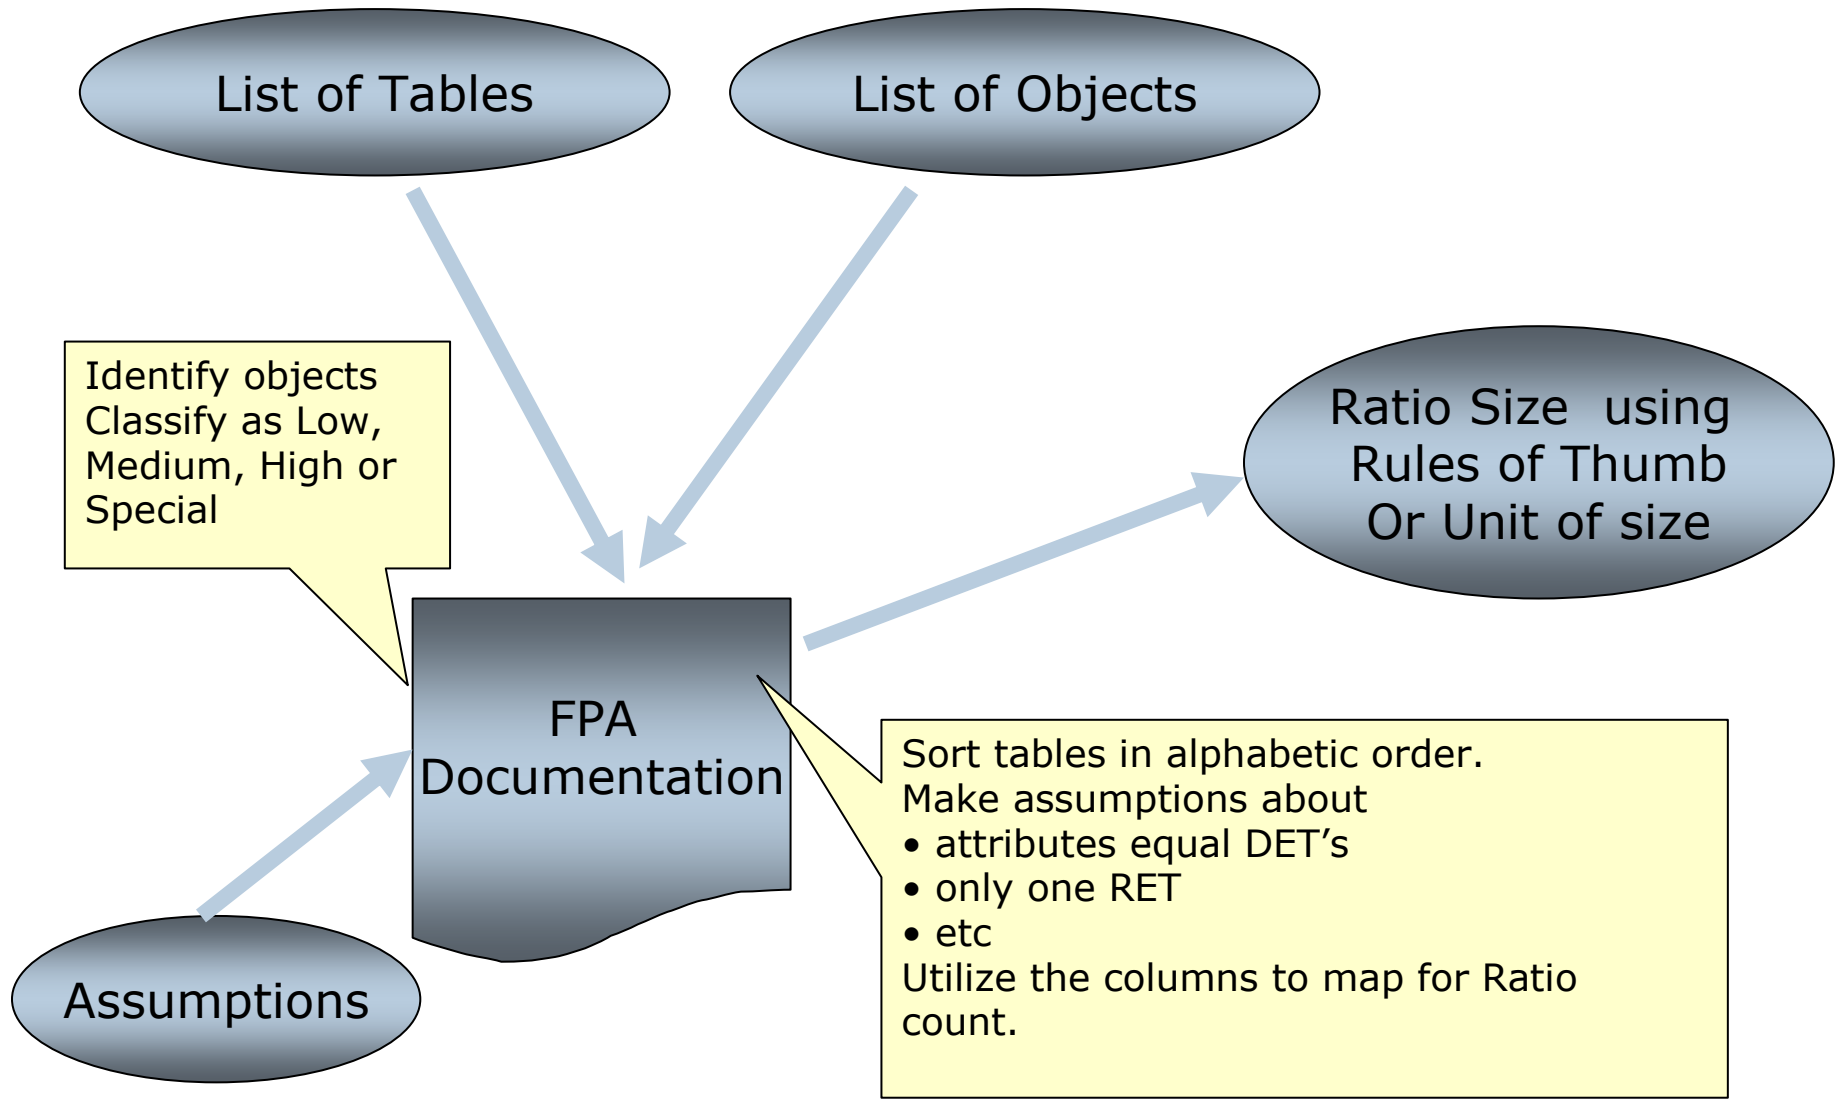 List of Tables
List of Objects
Identify objects
Classify as Low,
Medium, High or
Special
Ratio Size using
Rules of Thumb
Or Unit of size
FPA
Documentation
Sort tables in alphabetic order.
Make assumptions about
• attributes equal DET’s
• only one RET
• etc
Utilize the columns to map for Ratio
count.
Assumptions